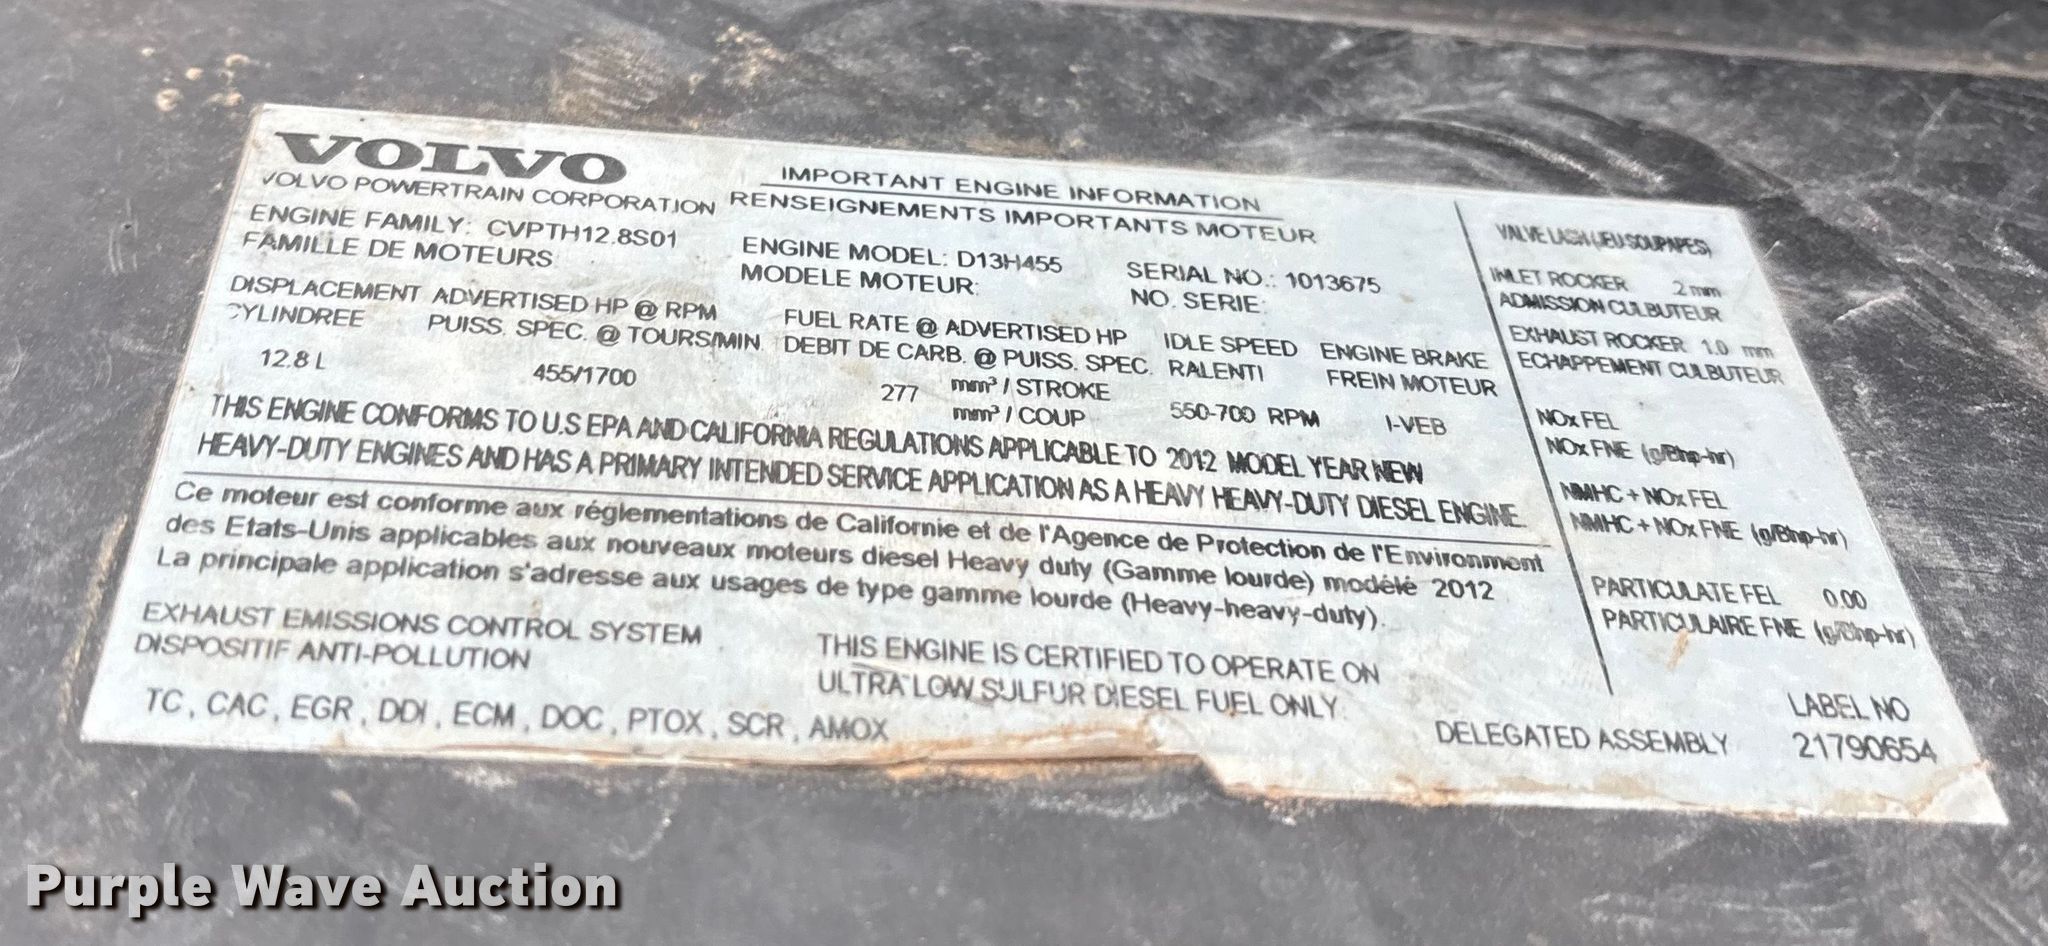 VOLVO
VOLVO POWERTRAIN CORPORATION
IMPORTANT ENGINE INFORMATION
RENSEIGNEMENTS IMPORTANTS MOTEUR
ENGINE FAMILY: CVPTH12.8S01
FAMILLE DE MOTEURS
ENGINE MODEL: D13H455
MODELE MOTEUR:
SERIAL NO.: 1013675
NO. SERIE:
DISPLACEMENT
CYLINDREE
12.8 L
ADVERTISED HP @ RPM
PUISS. SPEC. @ TOURS/MIN.
455/1700
FUEL RATE @ ADVERTISED HP
DEBIT DE CARB. @ PUISS. SPEC.
277 mm³ / STROKE
mm³ / COUP
IDLE SPEED
RALENTI
550-700 RPM
ENGINE BRAKE
FREIN MOTEUR
I-VEB
THIS ENGINE CONFORMS TO U.S EPA AND CALIFORNIA REGULATIONS APPLICABLE TO 2012 MODEL YEAR NEW
HEAVY-DUTY ENGINES AND HAS A PRIMARY INTENDED SERVICE APPLICATION AS A HEAVY HEAVY-DUTY DIESEL ENGINE.
Ce moteur est conforme aux réglementations de Californie et de l'Agence de Protection de l'Environment
des Etats-Unis applicables aux nouveaux moteurs diesel Heavy duty (Gamme lourde) modélé 2012
La principale application s'adresse aux usages de type gamme lourde (Heavy-heavy-duty).
EXHAUST EMISSIONS CONTROL SYSTEM
DISPOSITIF ANTI-POLLUTION
TC, CAC, EGR, DDI, ECM, DOC, PTOX, SCR, AMOX
THIS ENGINE IS CERTIFIED TO OPERATE ON
ULTRA LOW SULFUR DIESEL FUEL ONLY.
VALVE LASH (JEU SOUPAPES)
INLET ROCKER 2 mm
ADMISSION CULBUTEUR
EXHAUST ROCKER 1.0 mm
ECHAPPEMENT CULBUTEUR
NOx FEL
NOx FNE (g/Bhp-hr)
NMHC + NOx FEL
NMHC + NOx FNE (g/Bhp-hr)
PARTICULATE FEL 0.00
PARTICULAIRE FNE (g/Bhp-hr)
DELEGATED ASSEMBLY
LABEL NO
21790654
Purple Wave Auction